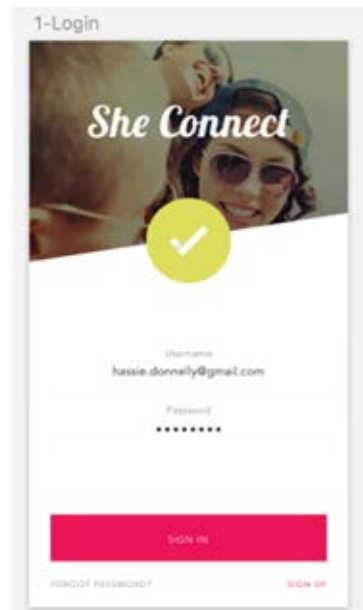 1-Login
She Connect
Username
hassie.donnelly@gmail.com
Password
SIGN IN
FORGOT PASSWORD?
SIGN UP